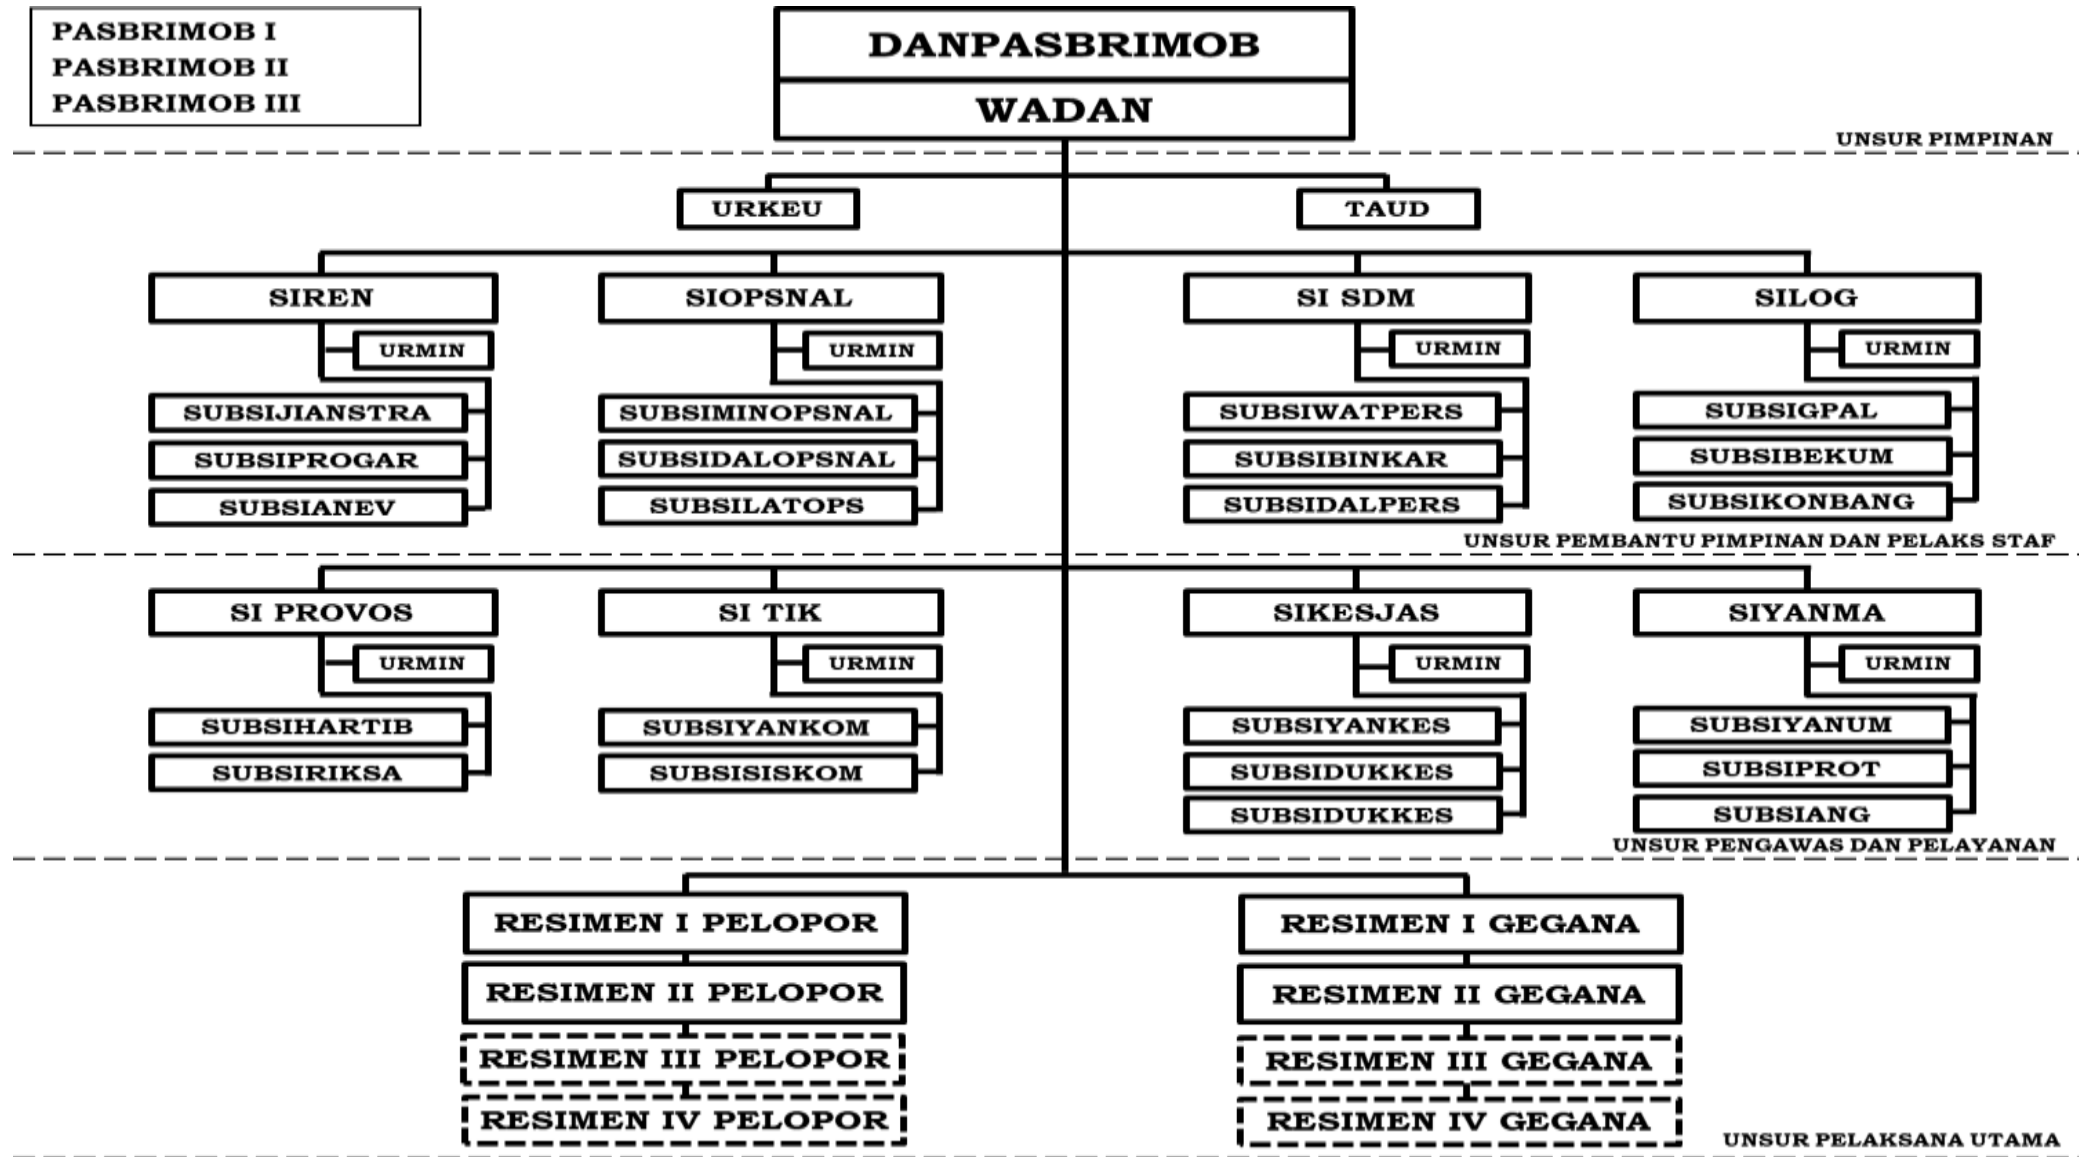 PASBRIMOB I
PASBRIMOB II
PASBRIMOB III
DANPASBRIMOB
WADAN
UNSUR PIMPINAN
URKEU
TAUD
SIREN
SIOPSNAL
SI SDM
SILOG
URMIN
URMIN
URMIN
URMIN
SUBSIJIANSTRA
SUBSIMINOPSNAL
SUBSIWATPERS
SUBSIGPAL
SUBSIPROGAR
SUBSIDALOPSNAL
SUBSIBINKAR
SUBSIBEKUM
SUBSIANEV
SUBSILATOPS
SUBSIDALPERS
SUBSIKONBANG
UNSUR PEMBANTU PIMPINAN DAN PELAKS STAF
SI PROVOS
SI TIK
SIKESJAS
SIYANMA
URMIN
URMIN
URMIN
URMIN
SUBSIHARTIB
SUBSIYANKOM
SUBSIYANKES
SUBSIYANUM
SUBSIRIKSA
SUBSISISKOM
SUBSIDUKKES
SUBSIPROT
SUBSIDUKKES
SUBSIANG
UNSUR PENGAWAS DAN PELAYANAN
RESIMEN I PELOPOR
RESIMEN I GEGANA
RESIMEN II PELOPOR
RESIMEN II GEGANA
RESIMEN III PELOPOR
RESIMEN III GEGANA
RESIMEN IV PELOPOR
RESIMEN IV GEGANA
UNSUR PELAKSANA UTAMA